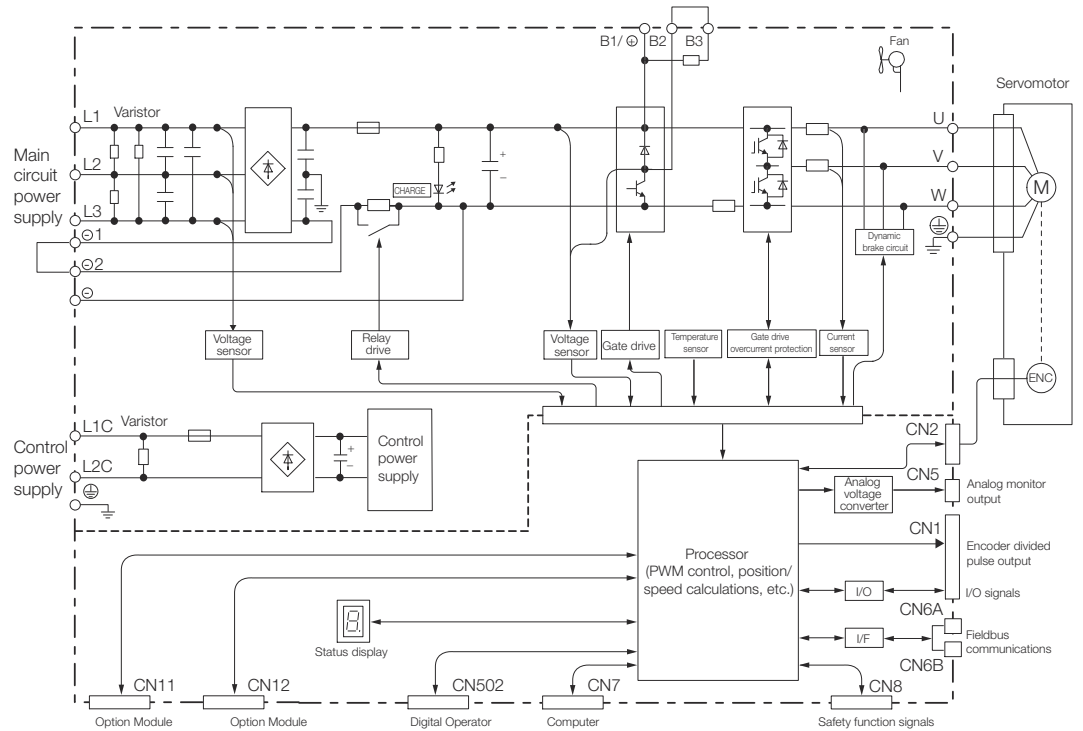 B1/⊕ B2 B3
Fan
Servomotor
L1 Varistor
U
Main
circuit
power
supply
L2
V
CHARGE
M
L3
W
⊖1
Dynamic
brake circuit
⊖2
⊖
Voltage
sensor
Relay
drive
Voltage
sensor
Gate drive
Temperature
sensor
Gate drive
overcurrent protection
Current
sensor
ENC
L1C Varistor
Control
power
supply
L2C
+
–
+
–
Control
power
supply
CN2
CN5
Analog
voltage
converter
Analog monitor
output
CN1
Processor
(PWM control, position/
speed calculations, etc.)
Encoder divided
pulse output
I/O
I/O signals
CN6A
I/F
Fieldbus
communications
CN6B
8.
Status display
CN11
CN12
CN502
CN7
CN8
Option Module
Option Module
Digital Operator
Computer
Safety function signals